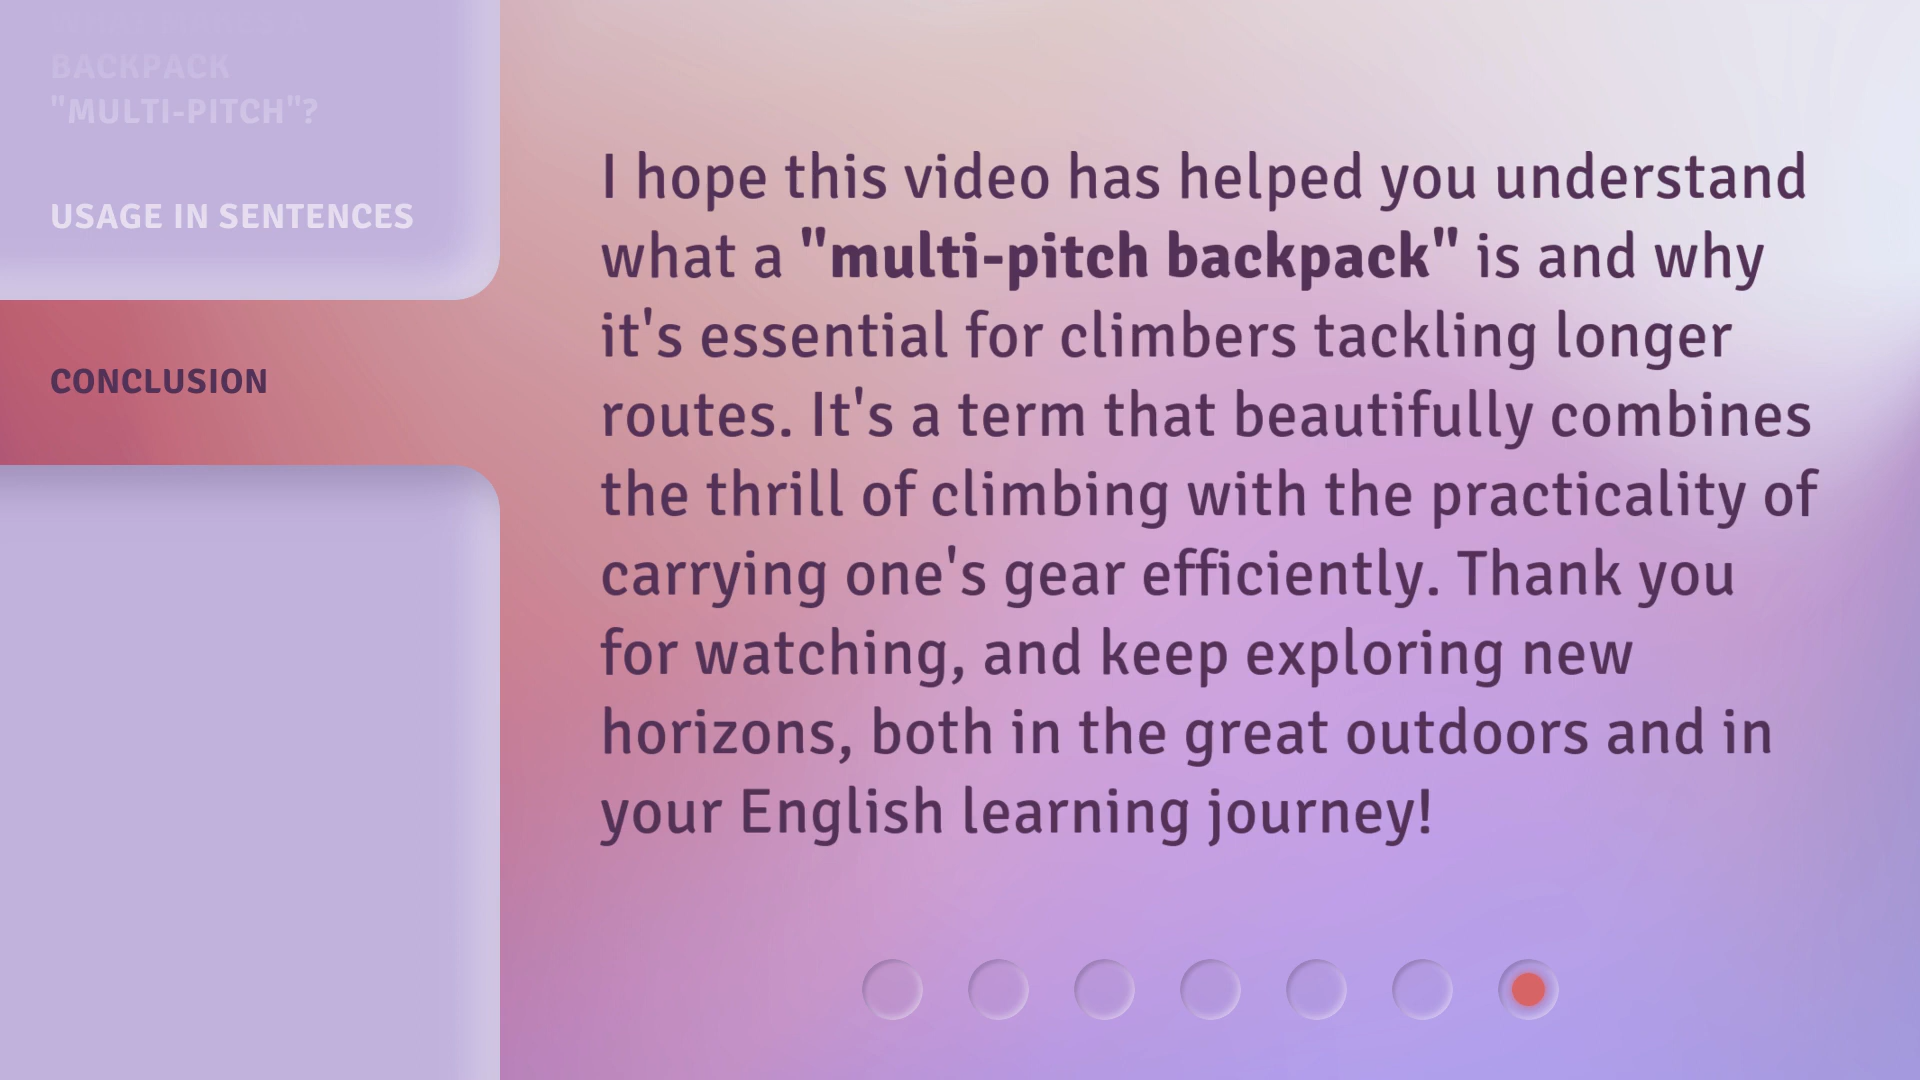 WHAT MAKES A
BACKPACK
"MULTI-PITCH"?
USAGE IN SENTENCES
CONCLUSION
I hope this video has helped you understand
what a "multi-pitch backpack" is and why
it's essential for climbers tackling longer
routes. It's a term that beautifully combines
the thrill of climbing with the practicality of
carrying one's gear efficiently. Thank you
for watching, and keep exploring new
horizons, both in the great outdoors and in
your English learning journey!